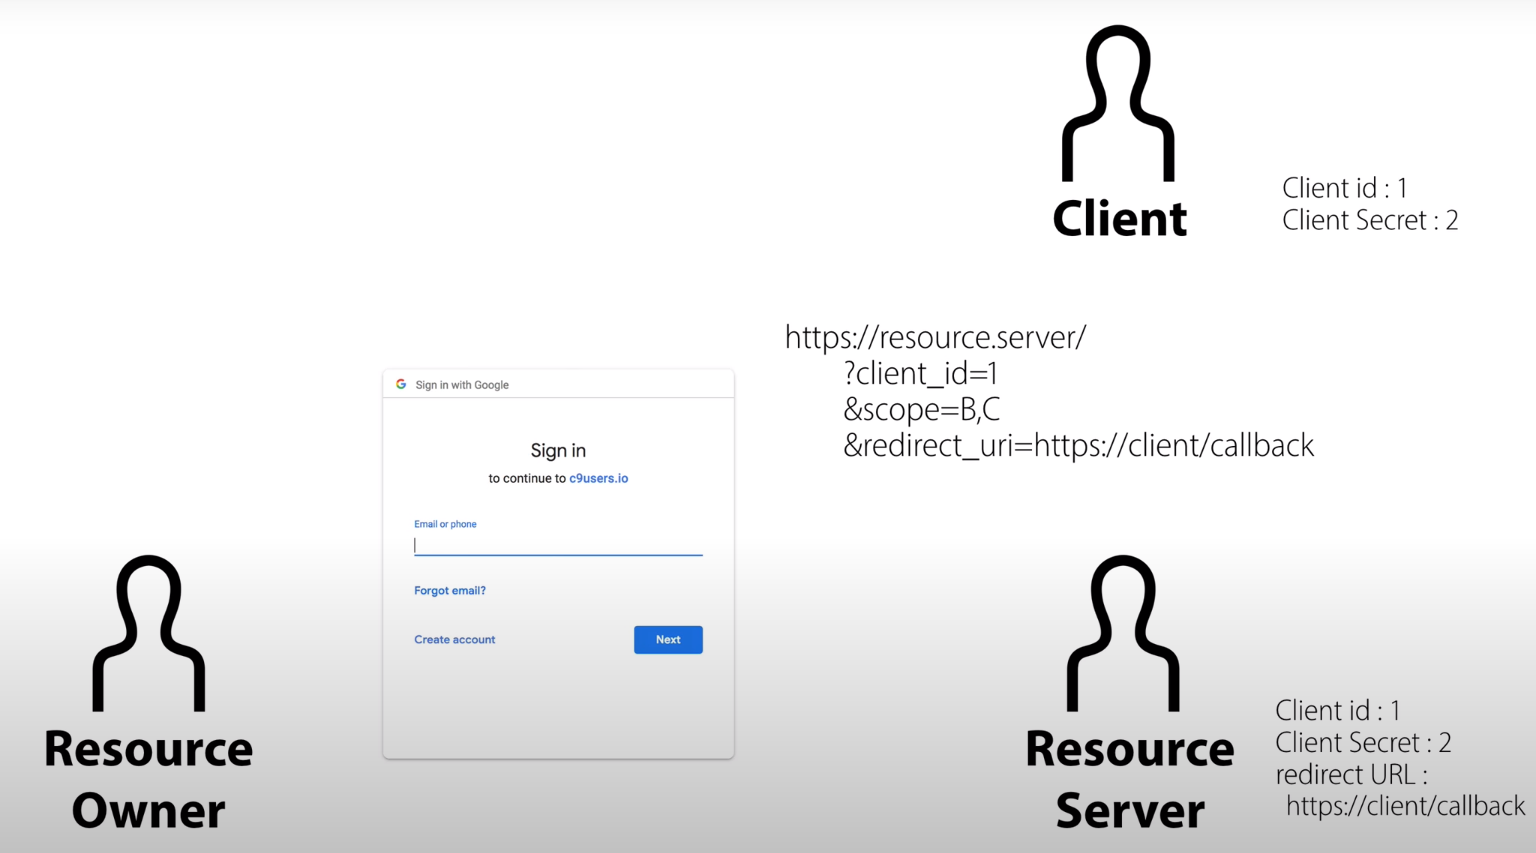 Client
Client id : 1
Client Secret : 2
https://resource.server/
?client_id=1
&scope=B,C
&redirect_uri=https://client/callback
Sign in with Google
Sign in
to continue to c9users.io
Email or phone
Forgot email?
Create account
Next
Resource
Owner
Resource
Server
Client id : 1
Client Secret : 2
redirect URL :
https://client/callback